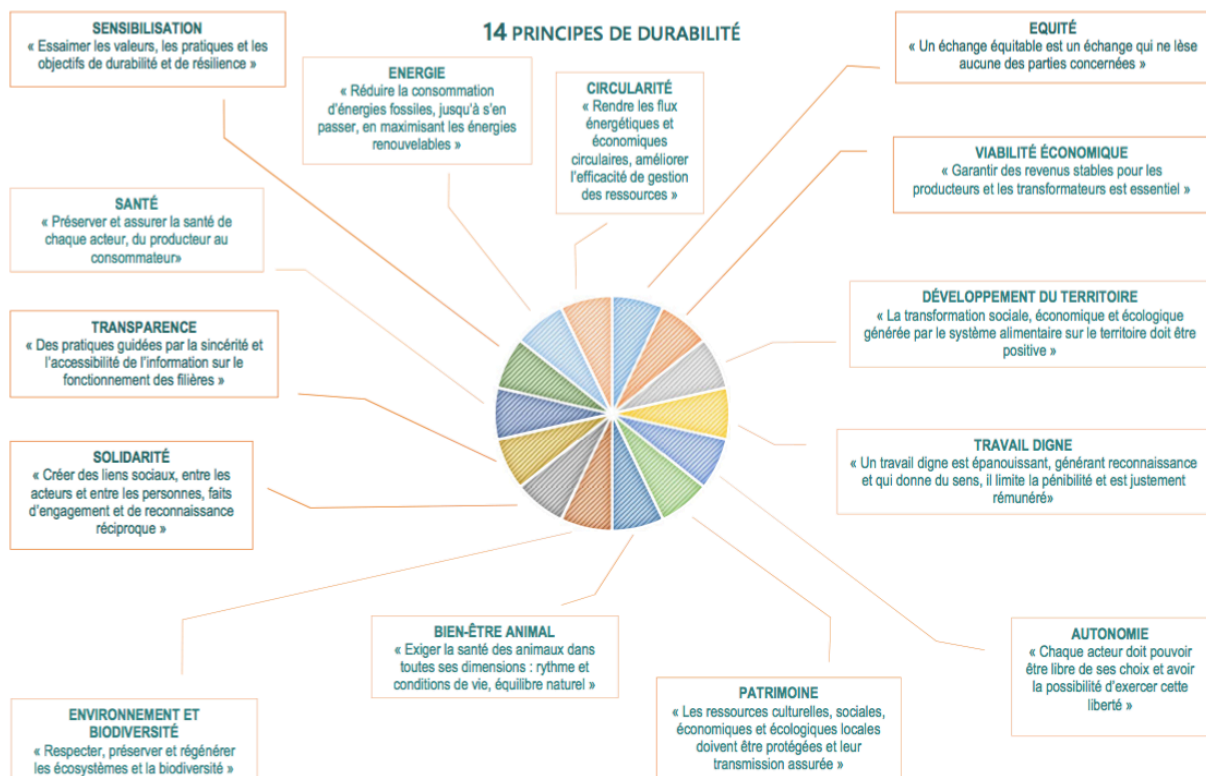 14 PRINCIPES DE DURABILITÉ
SENSIBILISATION
« Essaimer les valeurs, les pratiques et les
objectifs de durabilité et de résilience »
ENERGIE
« Réduire la consommation
d’énergies fossiles, jusqu’à s’en
passer, en maximisant les énergies
renouvelables »
CIRCULARITÉ
« Rendre les flux
énergétiques et
économiques
circulaires, améliorer
l’efficacité de gestion
des ressources »
EQUITÉ
« Un échange équitable est un échange qui ne lèse
aucune des parties concernées »
VIABILITÉ ÉCONOMIQUE
« Garantir des revenus stables pour les
producteurs et les transformateurs est essentiel »
SANTÉ
« Préserver et assurer la santé de
chaque acteur, du producteur au
consommateur»
DÉVELOPPEMENT DU TERRITOIRE
« La transformation sociale, économique et écologique
générée par le système alimentaire sur le territoire doit être
positive »
TRANSPARENCE
« Des pratiques guidées par la sincérité et
l’accessibilité de l’information sur le
fonctionnement des filières »
TRAVAIL DIGNE
« Un travail digne est épanouissant, générant reconnaissance
et qui donne du sens, il limite la pénibilité et est justement
rémunéré»
SOLIDARITÉ
« Créer des liens sociaux, entre les
acteurs et entre les personnes, faits
d’engagement et de reconnaissance
réciproque »
BIEN-ÊTRE ANIMAL
« Exiger la santé des animaux dans
toutes ses dimensions : rythme et
conditions de vie, équilibre naturel »
AUTONOMIE
« Chaque acteur doit pouvoir
être libre de ses choix et avoir
la possibilité d’exercer cette
liberté »
PATRIMOINE
« Les ressources culturelles, sociales,
économiques et écologiques locales
doivent être protégées et leur
transmission assurée »
ENVIRONNEMENT ET
BIODIVERSITÉ
« Respecter, préserver et régénérer
les écosystèmes et la biodiversité »